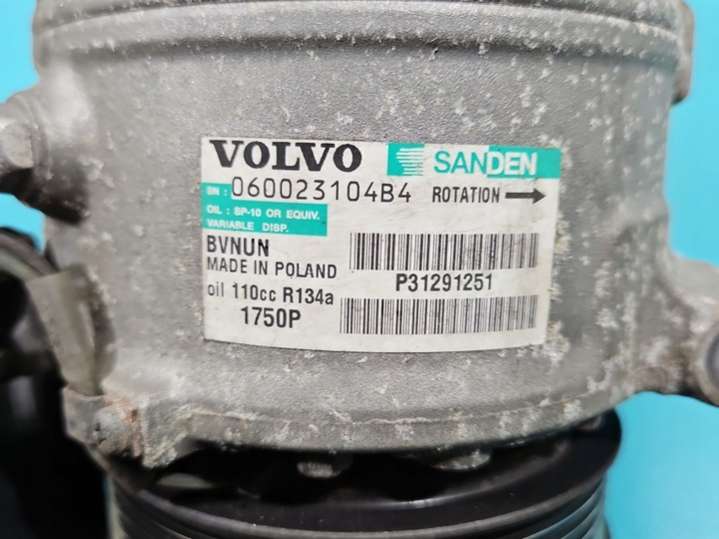 VOLVO SANDEN
SN: 060023104B4 ROTATION
OIL : SP-10 OR EQUIV.
VARIABLE DISP.
BVNUN
MADE IN POLAND
P31291251
oil 110cc R134a
1750P